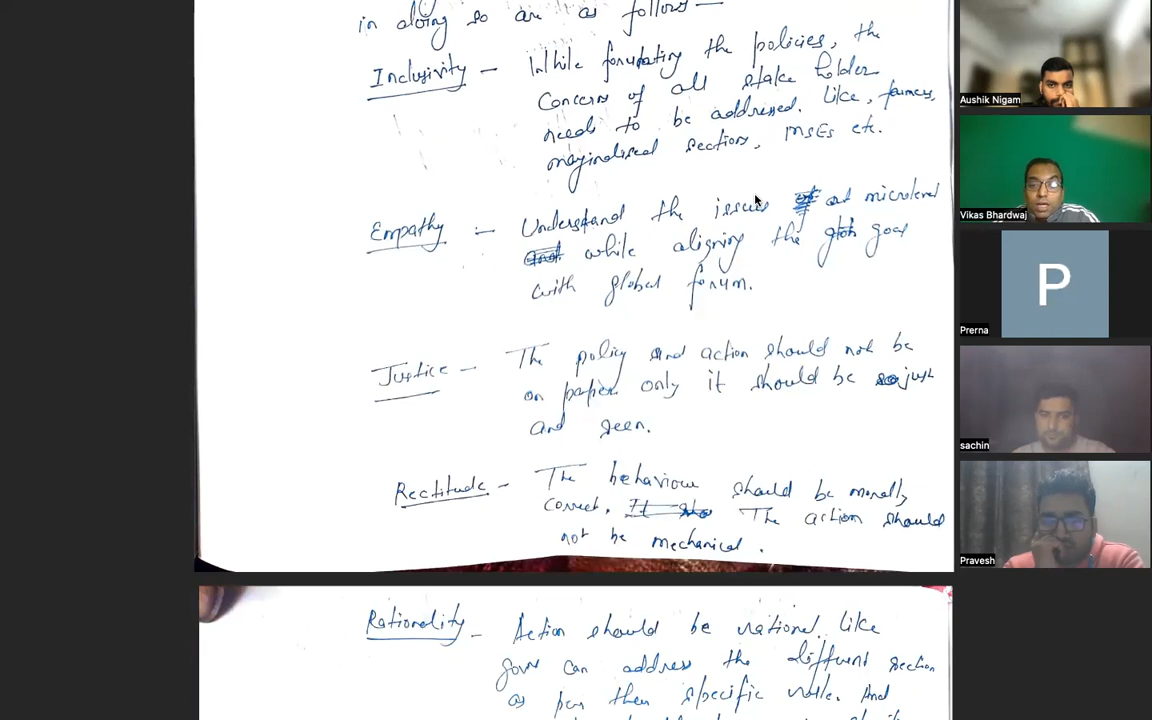 in doing so are as follows—
Inclusivity — While formulating the policies, the
concerns of all stake holder
needs to be addressed. Like, farmers,
marginalised section, MSEs etc.
Empathy :- Understand the issues at microlevel
while aligning the goal
with global forum.
Justice — The policy and action should not be
on paper only it should be just
and seen.
Rectitude — The behaviour should be morally
correct. The action should
not be mechanical.
Rationality — Action should be rational. Like
govt can address the different section
as per their specific
And
Aushik Nigam
Vikas Bhardwaj
P
Prerna
sachin
Pravesh